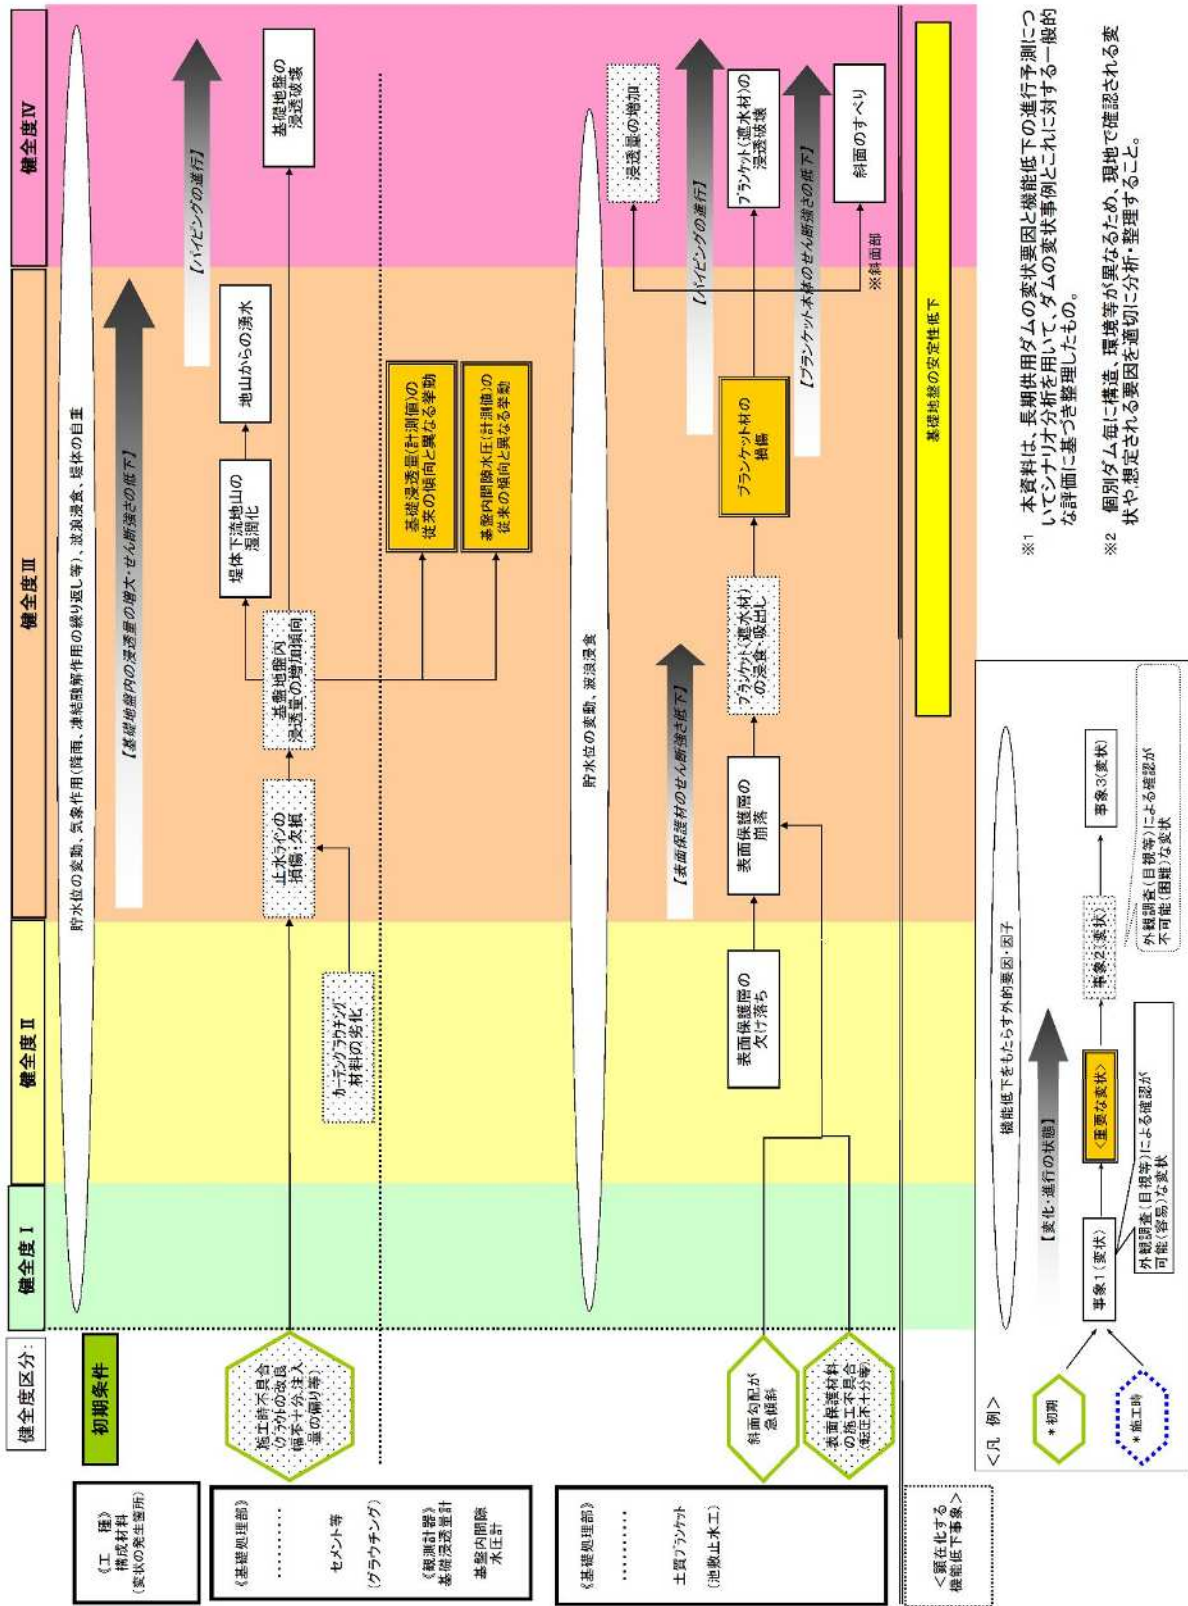 健全度区分:
健全度Ⅰ
健全度Ⅱ
健全度Ⅲ
健全度Ⅳ
《工　種》
構成材料
(変状の発生箇所)
初期条件
貯水位の変動、気象作用(降雨、凍結融解作用の繰り返し等)、波浪浸食、堤体の自重
【基礎地盤内の浸透量の増大・せん断強さの低下】
【パイピングの進行】
《基礎処理部》
………
セメント等
(グラウチング)
《観測計器》
基礎浸透量計
基盤内間隙
水圧計
施工時不具合
(グラウトの改良
幅不十分、注入
量の偏り等)
カーテングラウチング
材料の劣化
止水ラインの
損傷・欠損
基盤地盤内
浸透量の増加傾向
堤体下流地山の
湿潤化
地山からの湧水
基礎地盤の
浸透破壊
基礎浸透量(計測値)の
従来の傾向と異なる挙動
基盤内間隙水圧(計測値)の
従来の傾向と異なる挙動
貯水位の変動、波浪浸食
【表面保護材のせん断強さ低下】
【パイピングの進行】
【ブランケット本体のせん断強さの低下】
《基礎処理部》
………
土質ブランケット
(池敷止水工)
斜面勾配が
急傾斜
表面保護材料
の施工不具合
(転圧不十分等)
表面保護層の
欠け落ち
表面保護層の
崩落
ブランケット(遮水材)
の浸食・吸出し
ブランケット材の
損傷
浸透量の増加
ブランケット(遮水材)の
浸透破壊
斜面のすべり
※斜面部
<顕在化する
機能低下事象>
基礎地盤の安定性低下
<凡　例>
*初期
*施工時
機能低下をもたらす外的要因・因子
【変化・進行の状態】
事象1(変状)
<重要な変状>
事象2(変状)
事象3(変状)
外観調査(目視等)による確認が
可能(容易)な変状
外観調査(目視等)による確認が
不可能(困難)な変状
※1　本資料は、長期供用ダムの変状要因と機能低下の進行予測につ
いてシナリオ分析を用いて、ダムの変状事例とこれに対する一般的
な評価に基づき整理したもの。
※2　個別ダム毎に構造、環境等が異なるため、現地で確認される変
状や、想定される要因を適切に分析・整理すること。